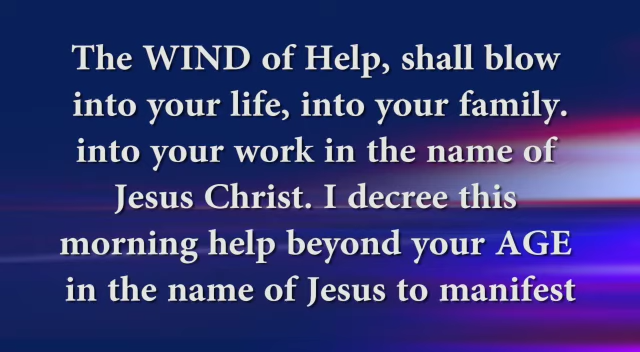 The WIND of Help, shall blow
into your life, into your family.
into your work in the name of
Jesus Christ. I decree this
morning help beyond your AGE
in the name of Jesus to manifest